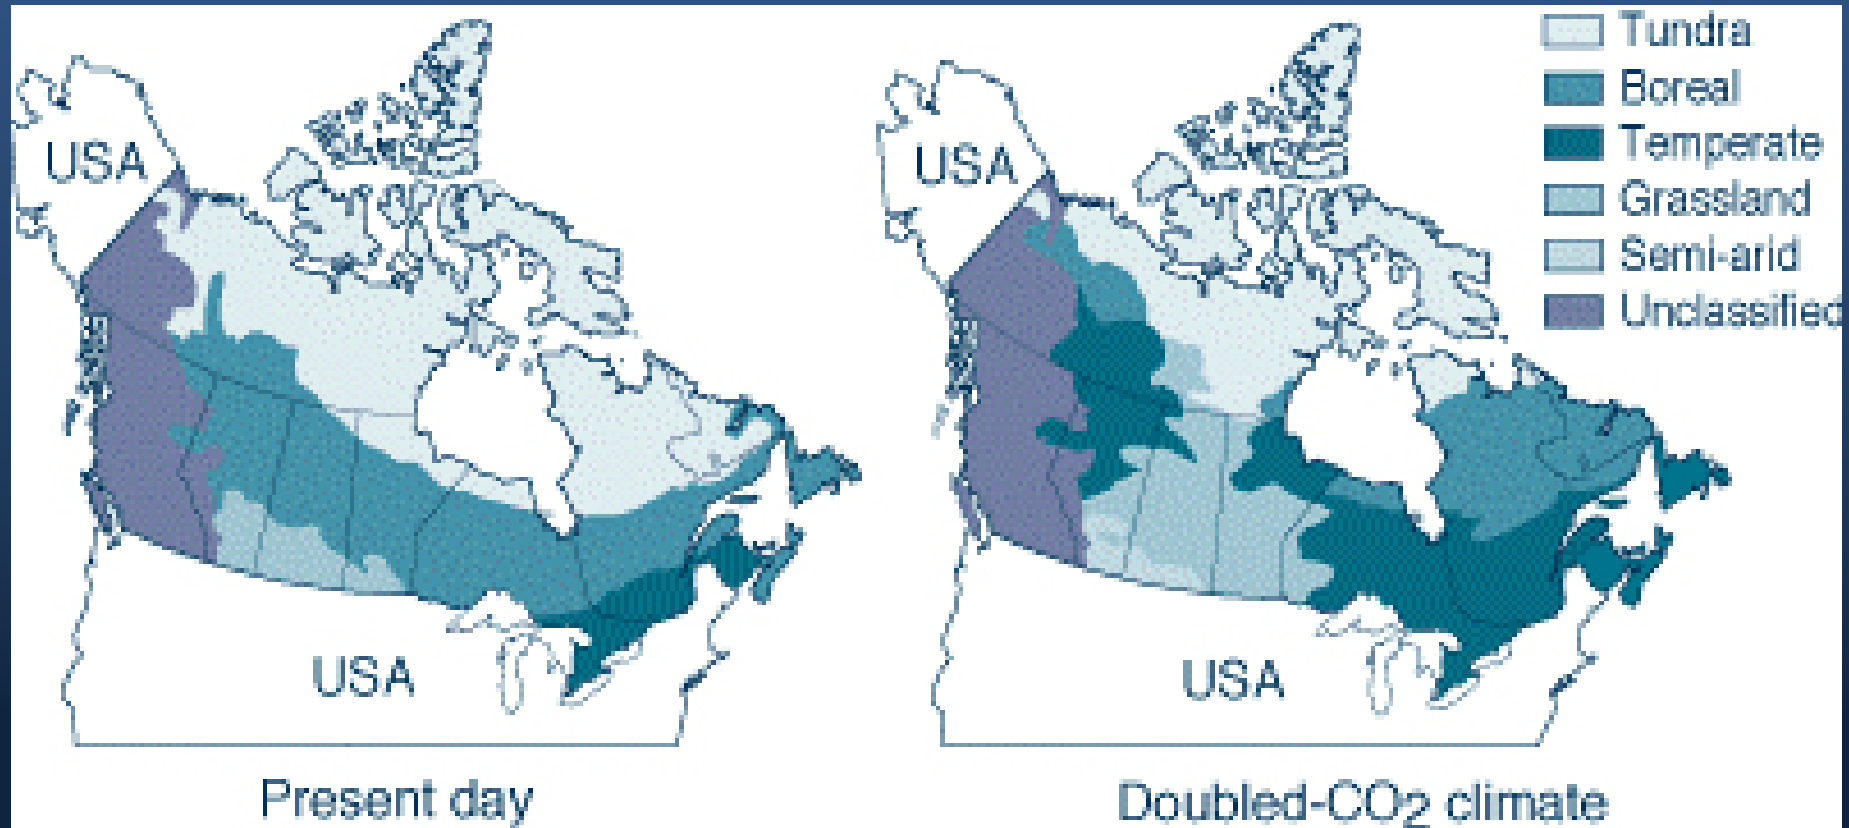 Tundra
Boreal
Temperate
Grassland
Semi-arid
Unclassified
USA
USA
USA
USA
Present day
Doubled-CO2 climate